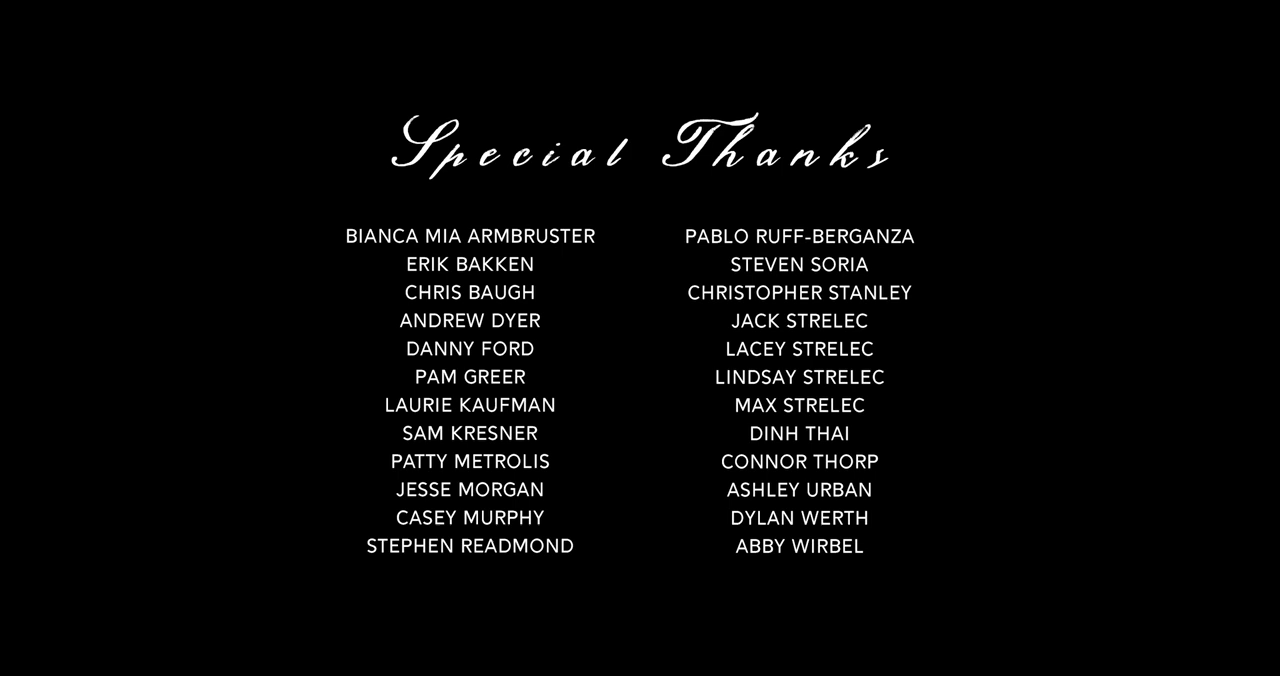 Special Thanks
BIANCA MIA ARMBRUSTER
ERIK BAKKEN
CHRIS BAUGH
ANDREW DYER
DANNY FORD
PAM GREER
LAURIE KAUFMAN
SAM KRESNER
PATTY METROLIS
JESSE MORGAN
CASEY MURPHY
STEPHEN READMOND
PABLO RUFF-BERGANZA
STEVEN SORIA
CHRISTOPHER STANLEY
JACK STRELEC
LACEY STRELEC
LINDSAY STRELEC
MAX STRELEC
DINH THAI
CONNOR THORP
ASHLEY URBAN
DYLAN WERTH
ABBY WIRBEL